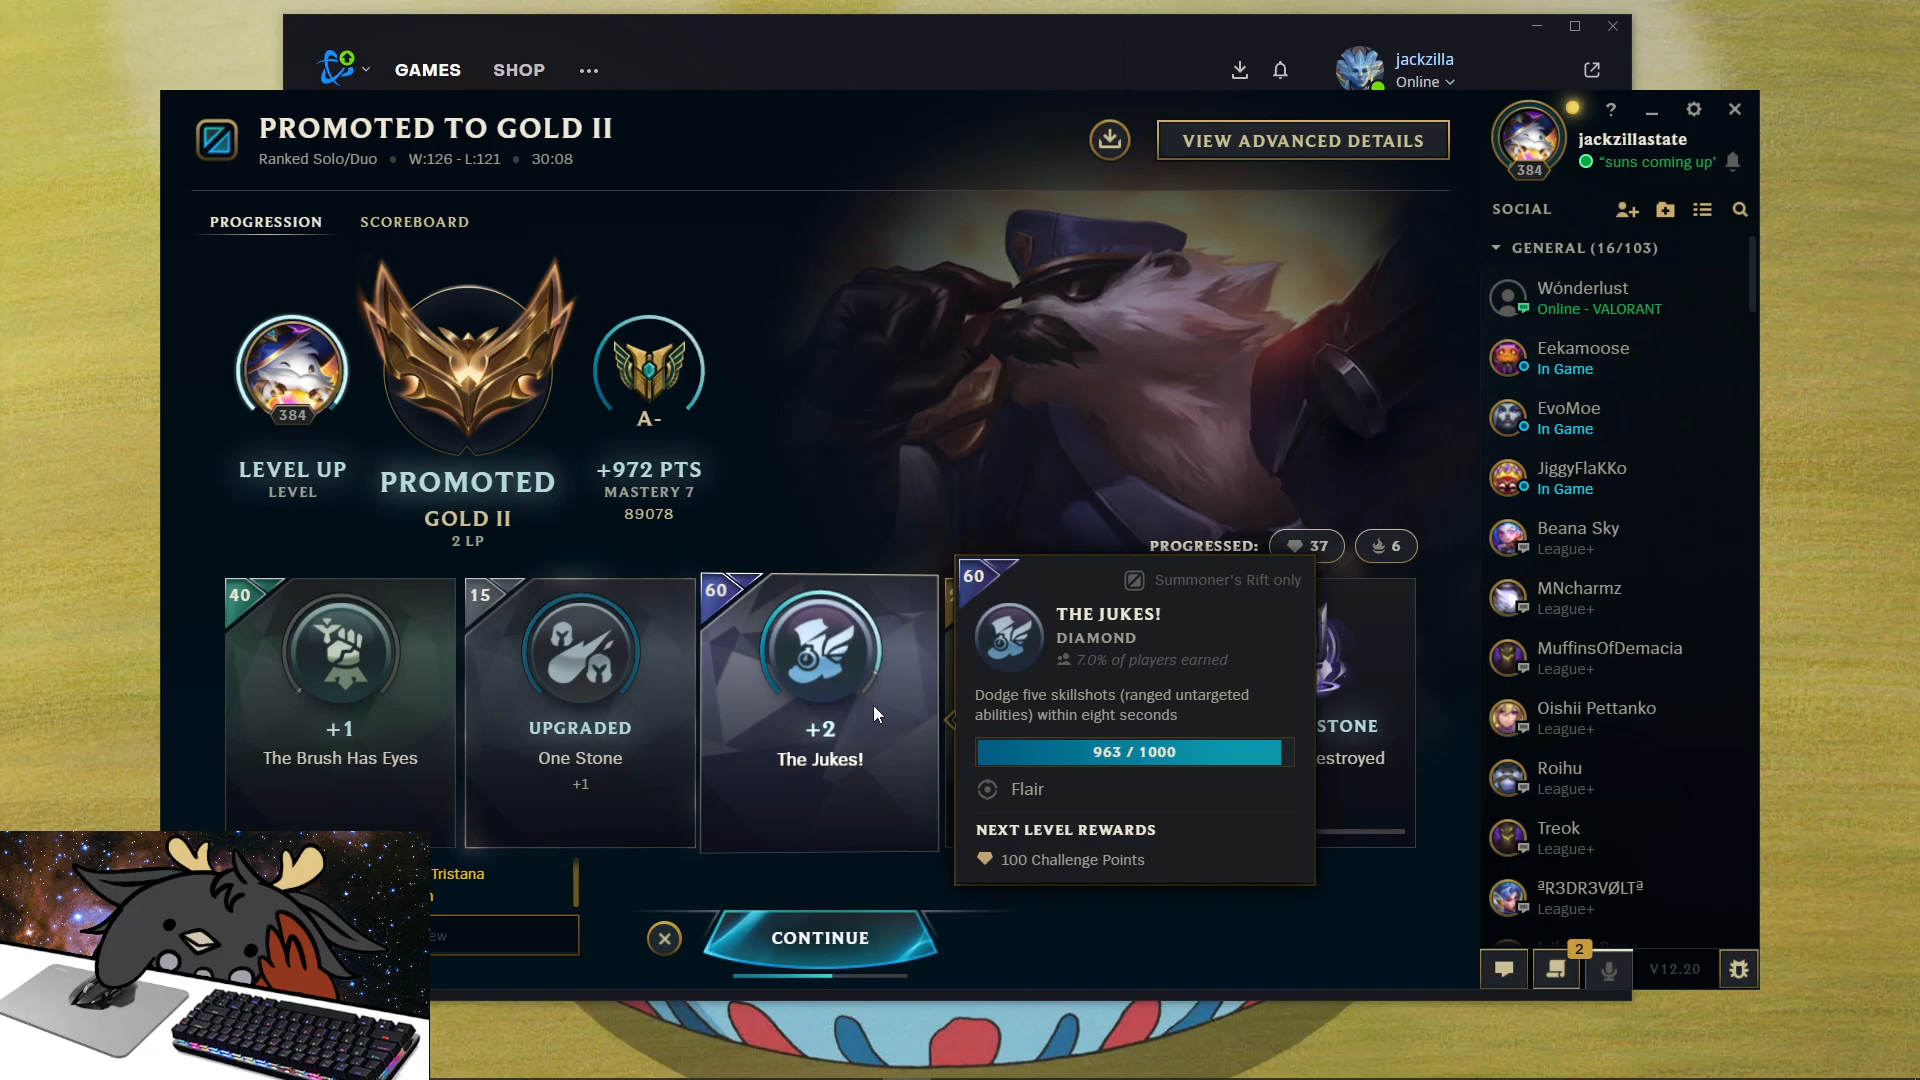 GAMES SHOP
jackzilla
Online
PROMOTED TO GOLD II
Ranked Solo/Duo • W:126 - L:121 • 30:08
VIEW ADVANCED DETAILS
384
jackzillastate
"suns coming up"
PROGRESSION SCOREBOARD
384
LEVEL UP
LEVEL
PROMOTED
GOLD II
2 LP
A-
+972 PTS
MASTERY 7
89078
PROGRESSED: 37 6
40
+1
The Brush Has Eyes
15
UPGRADED
One Stone
+1
60
+2
The Jukes!
60
Summoner's Rift only
THE JUKES!
DIAMOND
7.0% of players earned
Dodge five skillshots (ranged untargeted
abilities) within eight seconds
963 / 1000
Flair
NEXT LEVEL REWARDS
100 Challenge Points
STONE
estroyed
Tristana
ew
CONTINUE
SOCIAL
GENERAL (16/103)
Wónderlust
Online - VALORANT
Eekamoose
In Game
EvoMoe
In Game
JiggyFlaKKo
In Game
Beana Sky
League+
MNcharmz
League+
MuffinsOfDemacia
League+
Oishii Pettanko
League+
Roihu
League+
Treok
League+
ªR3DR3VØLTª
League+
2
V12.20